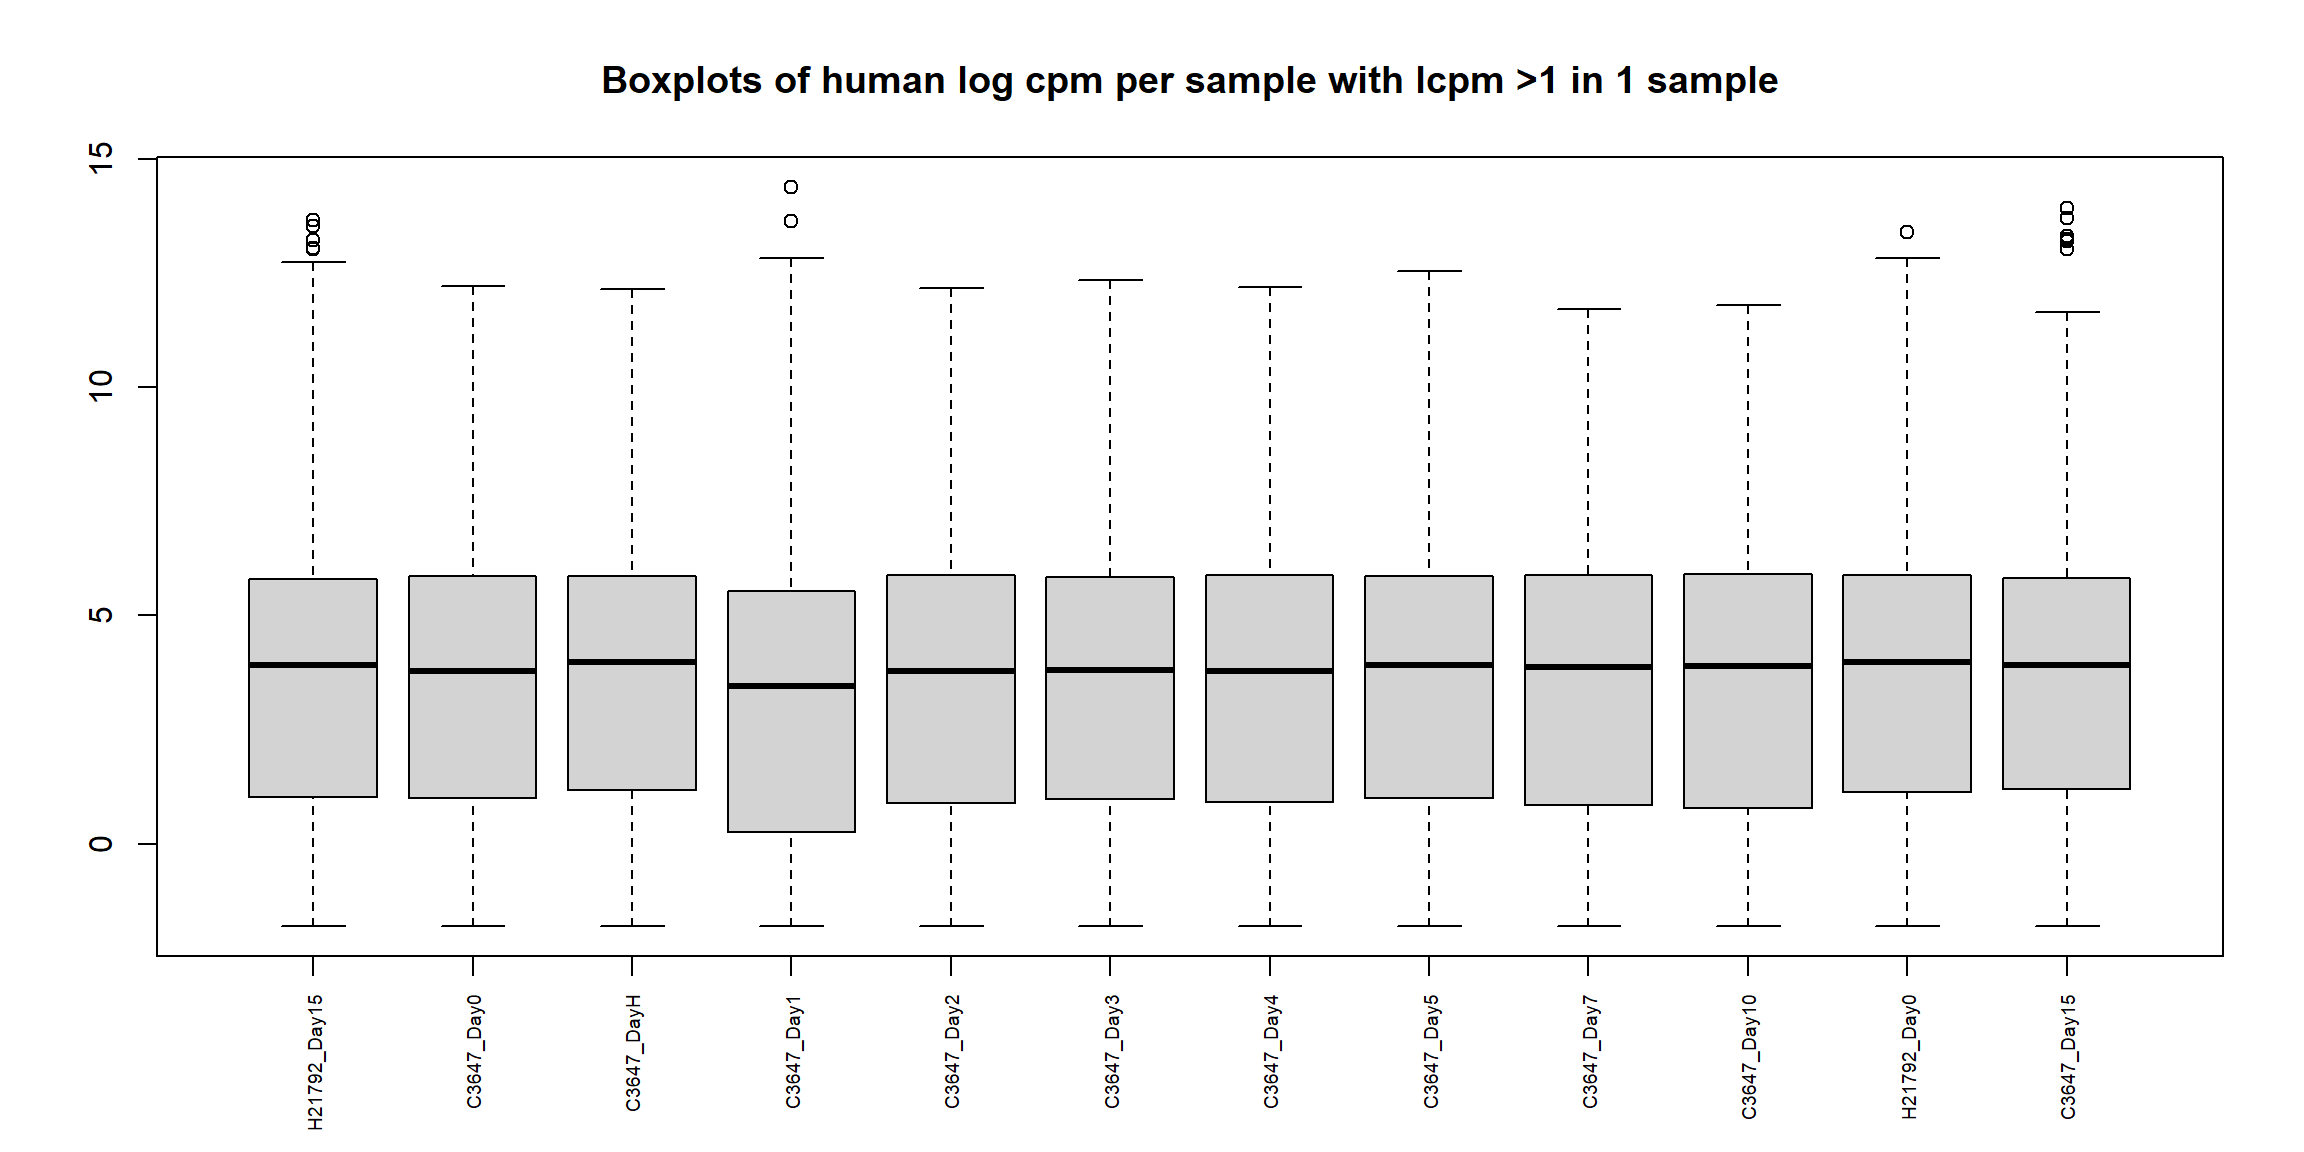 Boxplots of human log cpm per sample with lcpm >1 in 1 sample
15
10
5
0
H21792_Day15
C3647_Day0
C3647_DayH
C3647_Day1
C3647_Day2
C3647_Day3
C3647_Day4
C3647_Day5
C3647_Day7
C3647_Day10
H21792_Day0
C3647_Day15